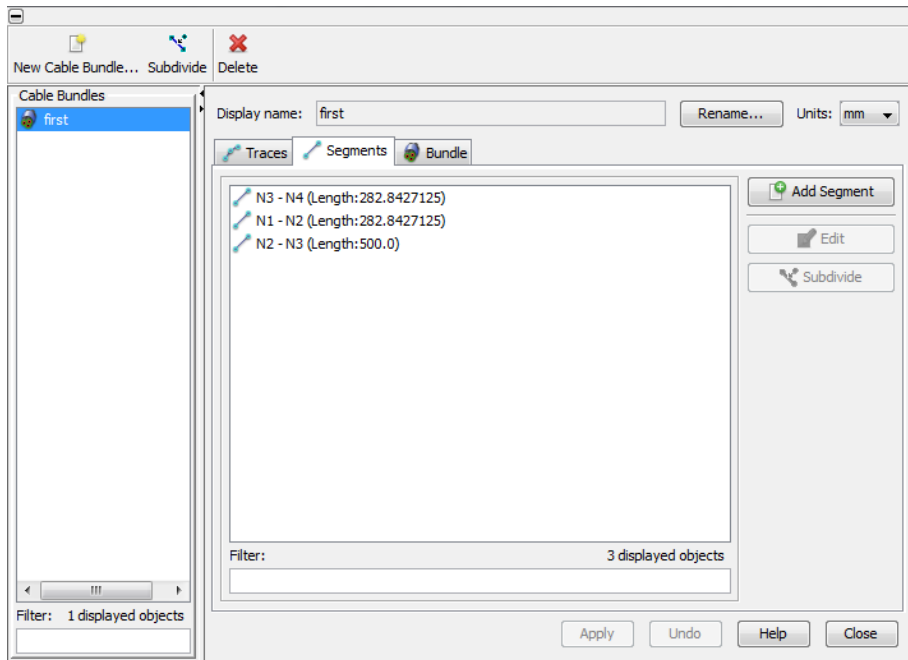 New Cable Bundle... Subdivide Delete
Cable Bundles
first
Display name: first Rename... Units: mm
Traces Segments Bundle
N3 - N4 (Length:282.8427125)
N1 - N2 (Length:282.8427125)
N2 - N3 (Length:500.0)
Add Segment
Edit
Subdivide
Filter: 3 displayed objects
Filter: 1 displayed objects
Apply Undo Help Close